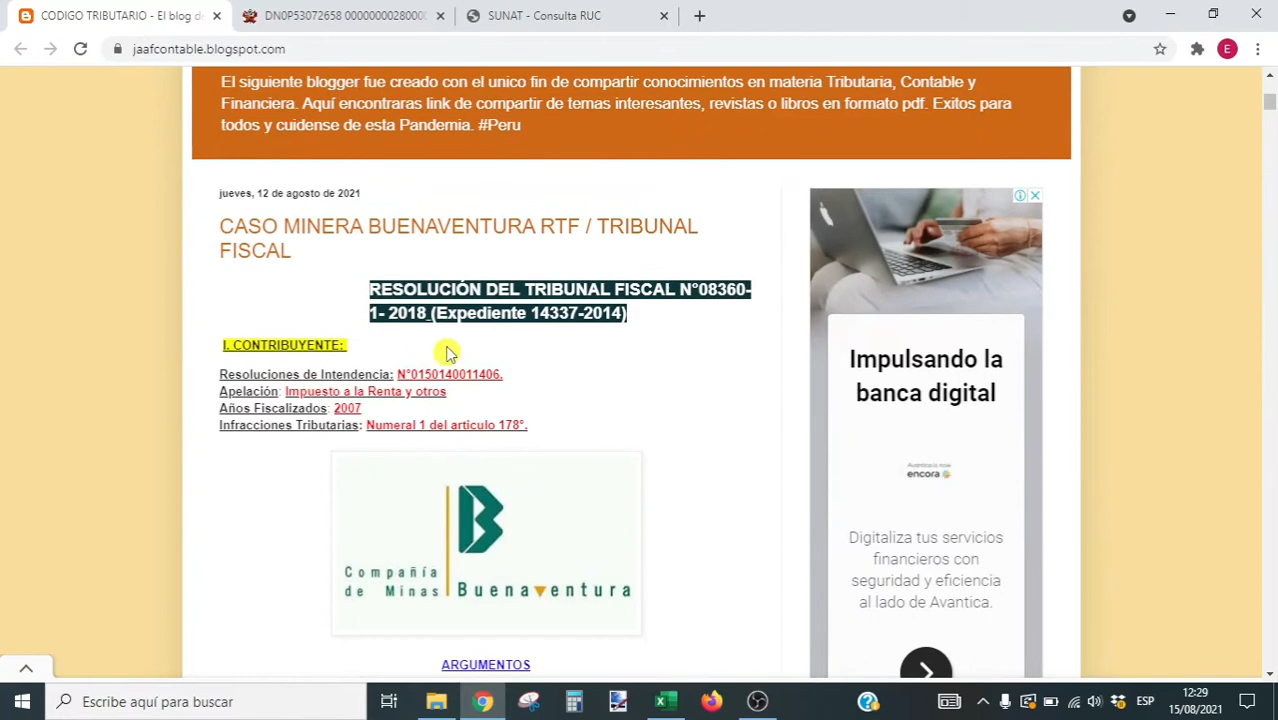 CODIGO TRIBUTARIO - El blog de
DN0P53072658 0000000028000
SUNAT - Consulta RUC
jaafcontable.blogspot.com
E
El siguiente blogger fue creado con el unico fin de compartir conocimientos en materia Tributaria, Contable y
Financiera. Aquí encontraras link de compartir de temas interesantes, revistas o libros en formato pdf. Exitos para
todos y cuidense de esta Pandemia. #Peru
jueves, 12 de agosto de 2021
CASO MINERA BUENAVENTURA RTF / TRIBUNAL
FISCAL
RESOLUCIÓN DEL TRIBUNAL FISCAL N°08360-
1- 2018 (Expediente 14337-2014)
I. CONTRIBUYENTE:
Resoluciones de Intendencia: N°0150140011406.
Apelación: Impuesto a la Renta y otros
Años Fiscalizados: 2007
Infracciones Tributarias: Numeral 1 del articulo 178°.
B
Compañía
de Minas Buenaventura
ARGUMENTOS
Impulsando la
banca digital
encora
Digitaliza tus servicios
financieros con
seguridad y eficiencia
al lado de Avantica.
Escribe aquí para buscar
ESP
12:29
15/08/2021